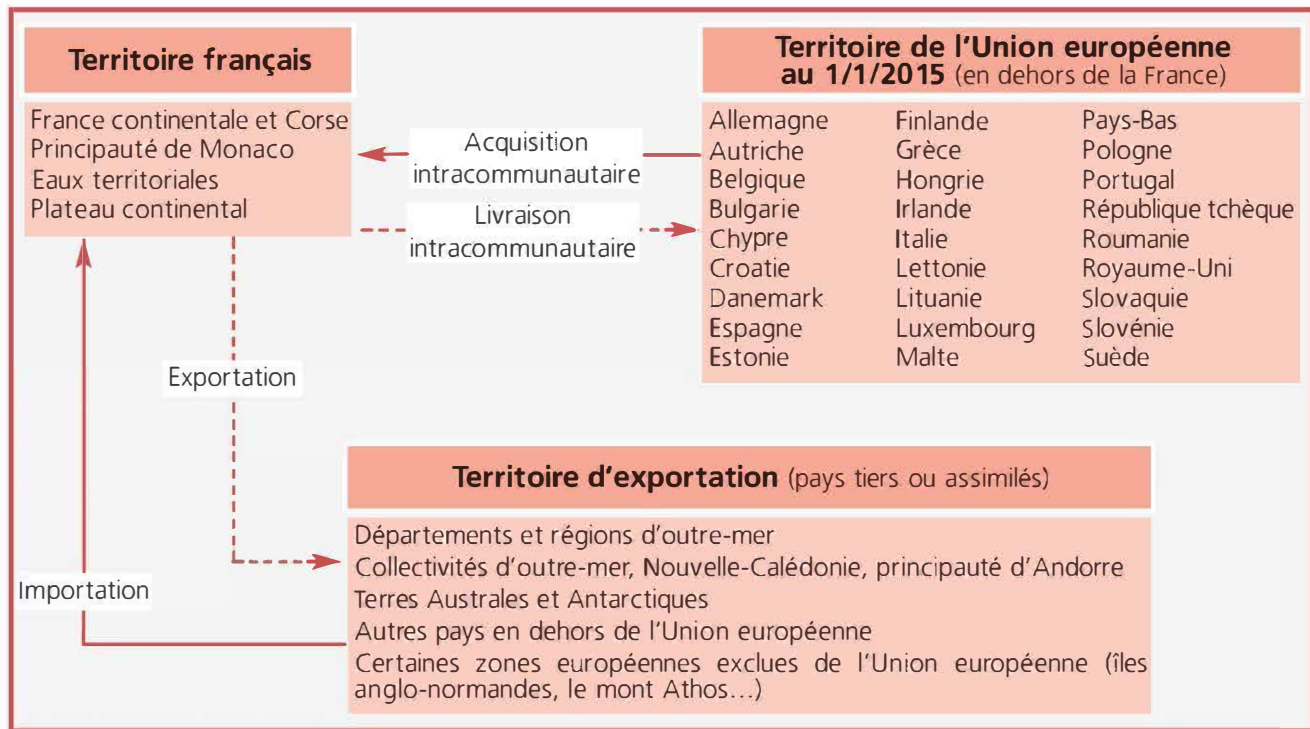 Territoire français
France continentale et Corse
Principauté de Monaco
Eaux territoriales
Plateau continental
Acquisition
intracommunautaire
Livraison
intracommunautaire
Territoire de l'Union européenne
au 1/1/2015 (en dehors de la France)
Allemagne
Autriche
Belgique
Bulgarie
Chypre
Croatie
Danemark
Espagne
Estonie
Finlande
Grèce
Hongrie
Irlande
Italie
Lettonie
Lituanie
Luxembourg
Malte
Pays-Bas
Pologne
Portugal
République tchèque
Roumanie
Royaume-Uni
Slovaquie
Slovénie
Suède
Exportation
Importation
Territoire d'exportation (pays tiers ou assimilés)
Départements et régions d'outre-mer
Collectivités d'outre-mer, Nouvelle-Calédonie, principauté d'Andorre
Terres Australes et Antarctiques
Autres pays en dehors de l'Union européenne
Certaines zones européennes exclues de l'Union européenne (îles
anglo-normandes, le mont Athos...)